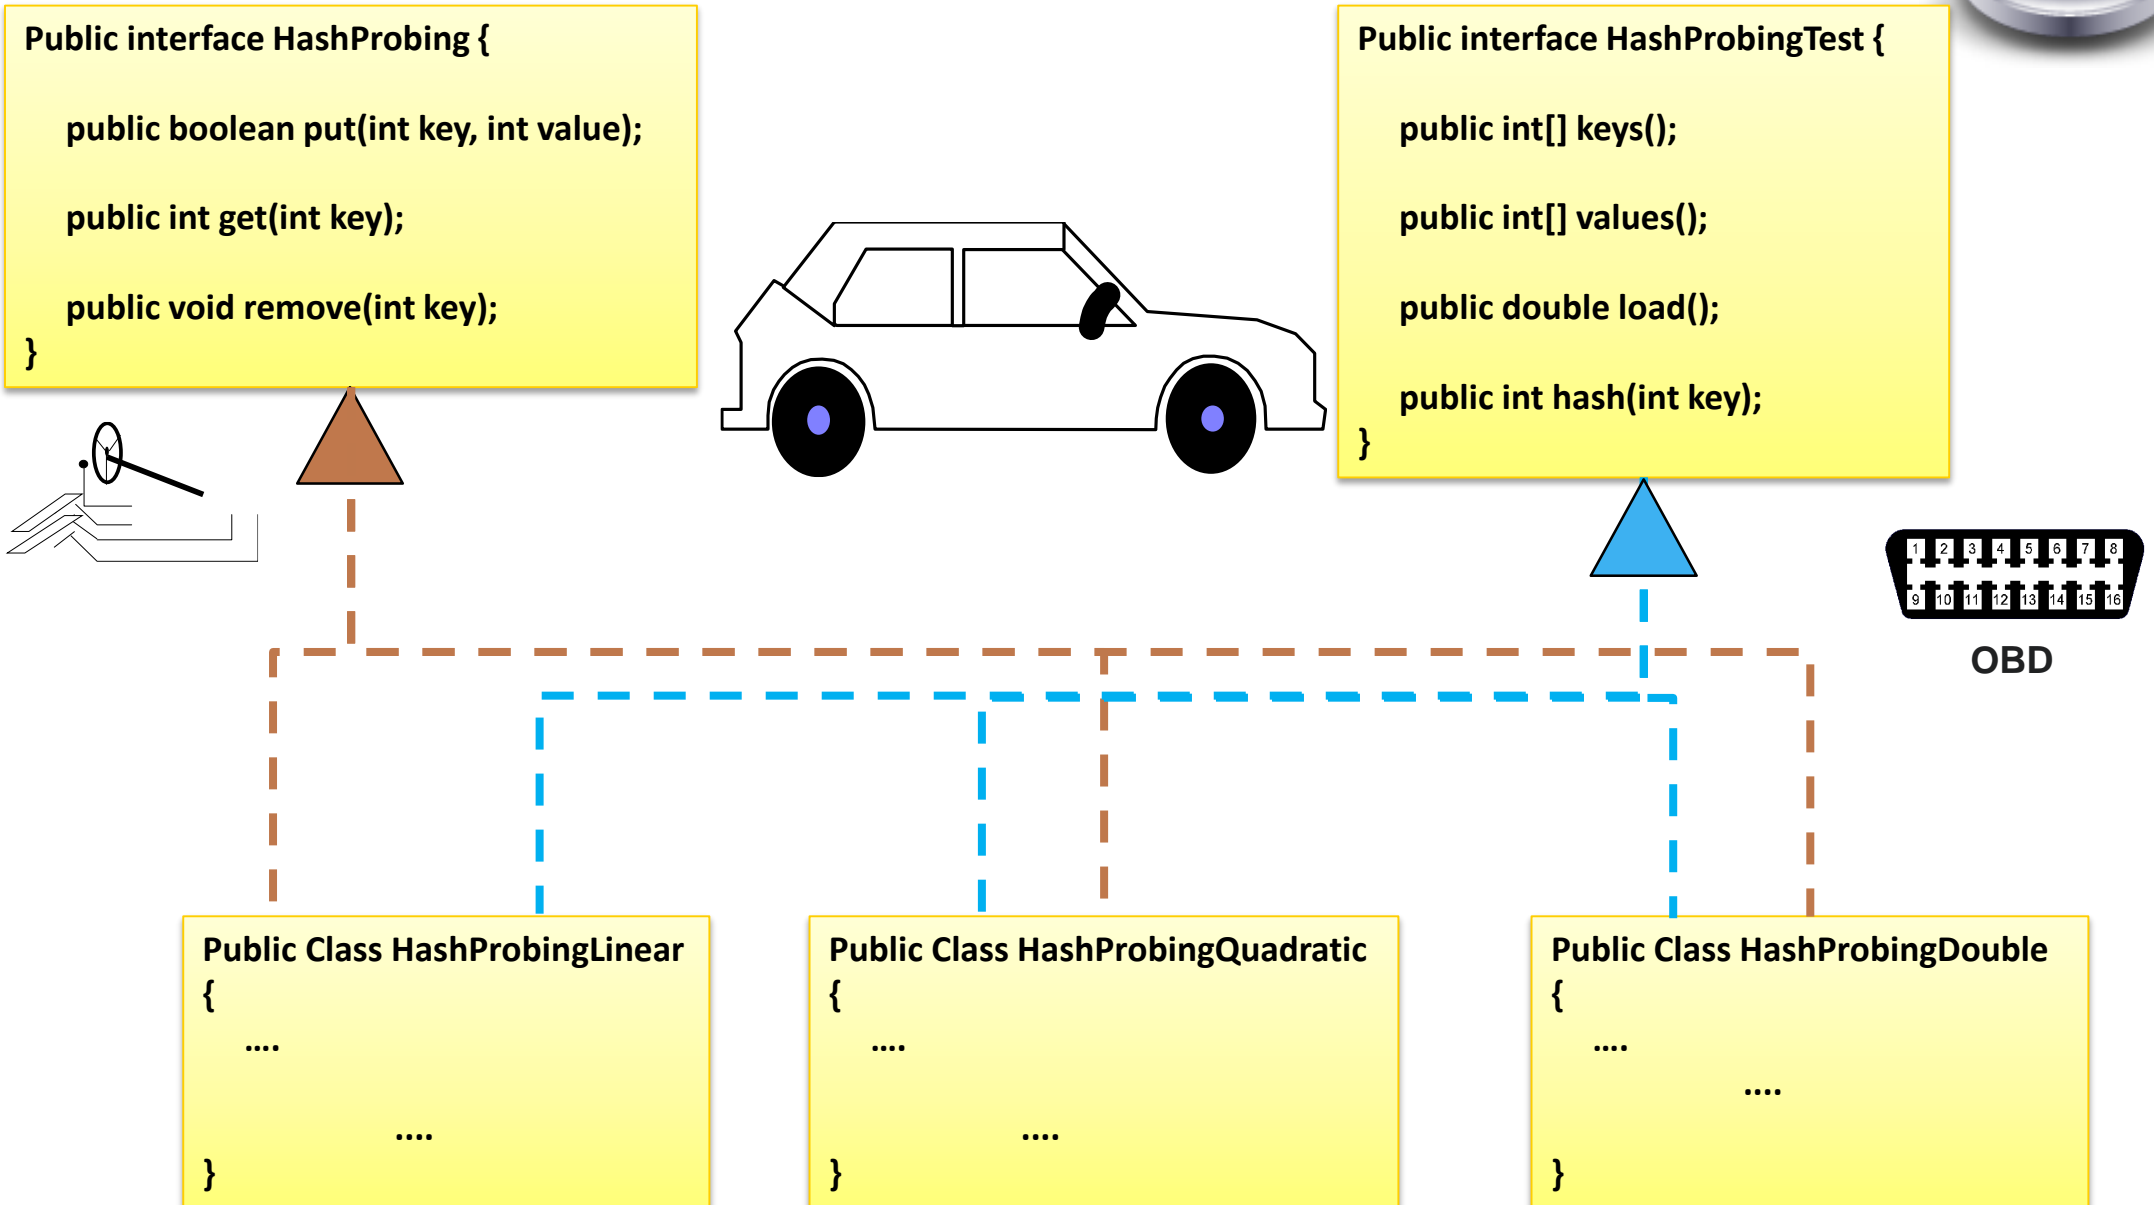 Public interface HashProbing {
public boolean put(int key, int value);
public int get(int key);
public void remove(int key);
}
Public interface HashProbingTest {
public int[] keys();
public int[] values();
public double load();
public int hash(int key);
}
1 2 3 4 5 6 7 8
9 10 11 12 13 14 15 16
OBD
Public Class HashProbingLinear
{
....
....
}
Public Class HashProbingQuadratic
{
....
....
}
Public Class HashProbingDouble
{
....
....
}